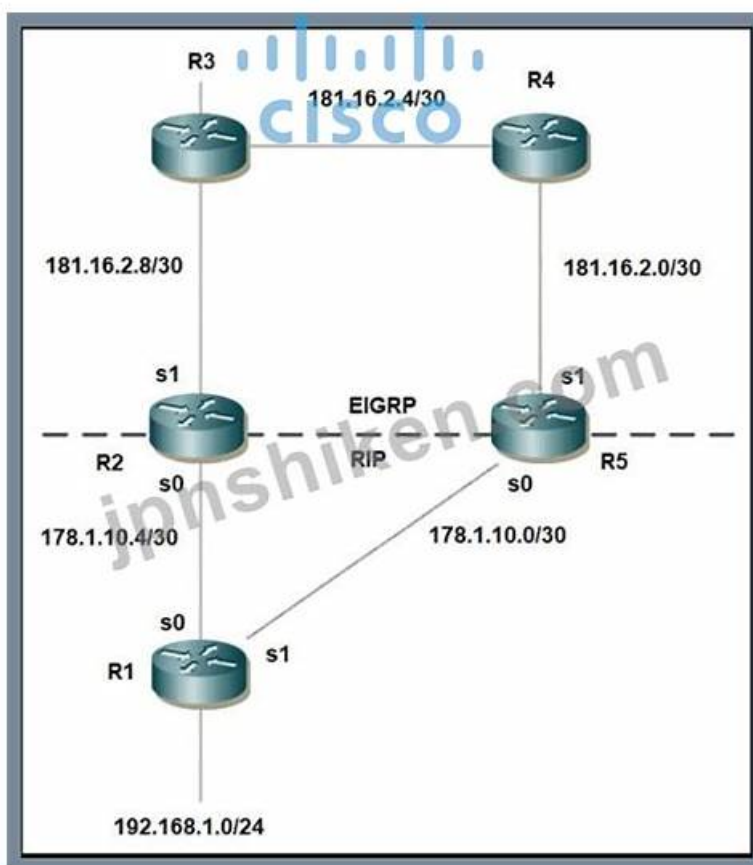 R3
R4
181.16.2.4/30
CISCO
181.16.2.8/30
181.16.2.0/30
s1
s1
EIGRP
R2
RIP
R5
s0
s0
jpnshiken.com
178.1.10.4/30
178.1.10.0/30
s0
R1
s1
192.168.1.0/24